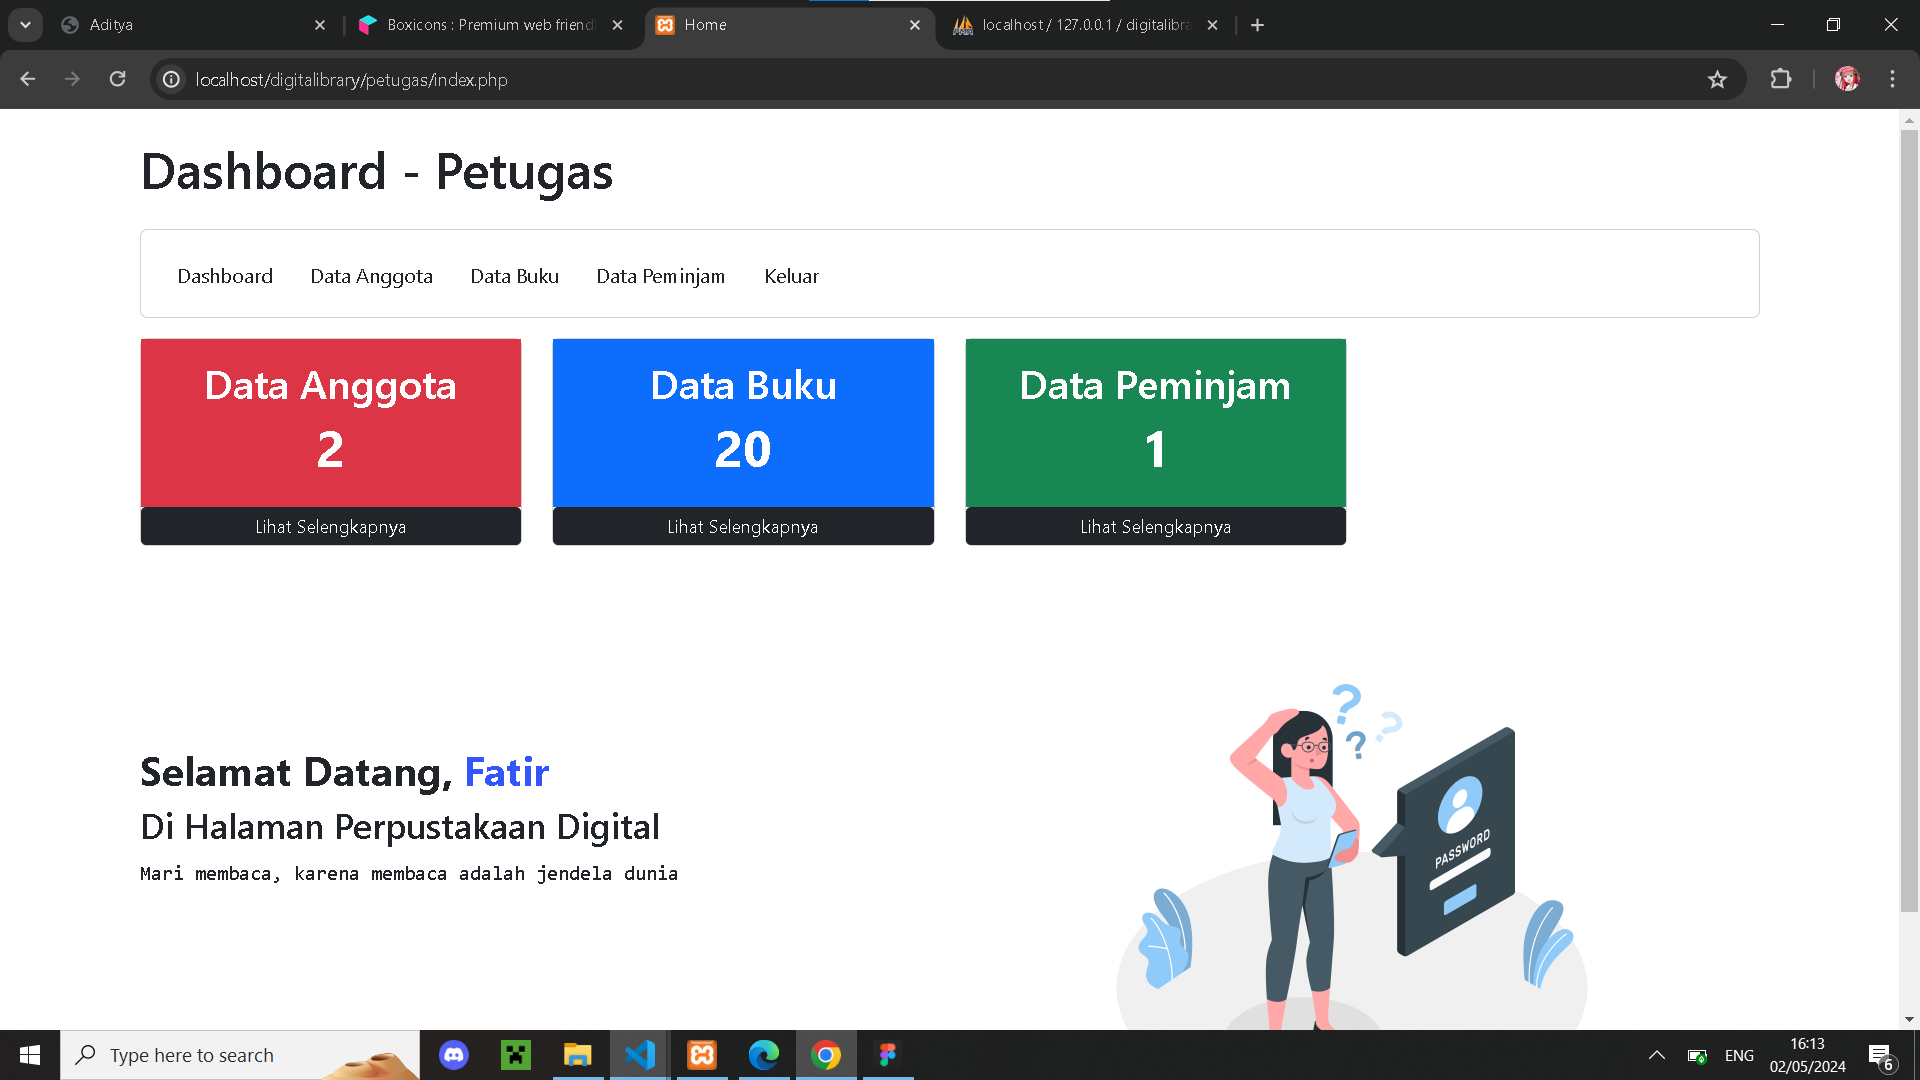 Aditya
Boxicons : Premium web friend
Home
localhost / 127.0.0.1 / digitalibra
localhost/digitalibrary/petugas/index.php
Dashboard - Petugas
Dashboard Data Anggota Data Buku Data Peminjam Keluar
Data Anggota
2
Lihat Selengkapnya
Data Buku
20
Lihat Selengkapnya
Data Peminjam
1
Lihat Selengkapnya
Selamat Datang, Fatir
Di Halaman Perpustakaan Digital
Mari membaca, karena membaca adalah jendela dunia
? ? ?
PASSWORD
Type here to search
ENG
16:13
02/05/2024
6